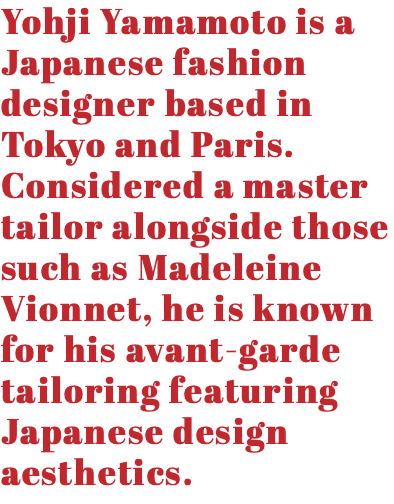 Yohji Yamamoto is a
Japanese fashion
designer based in
Tokyo and Paris.
Considered a master
tailor alongside those
such as Madeleine
Vionnet, he is known
for his avant-garde
tailoring featuring
Japanese design
aesthetics.